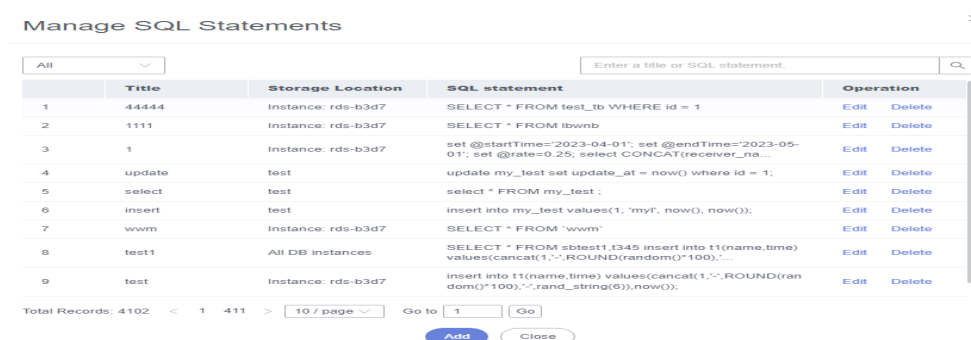 Manage SQL Statements
All
Enter a title or SQL statement.
Title Storage Location SQL statement Operation
1 44444 Instance: rds-b3d7 SELECT * FROM test_tb WHERE id = 1 Edit Delete
2 1111 Instance: rds-b3d7 SELECT * FROM lbwnb Edit Delete
3 1 Instance: rds-b3d7 set @startTime='2023-04-01'; set @endTime='2023-05-
01'; set @rate=0.25; select CONCAT(receiver_na... Edit Delete
4 update test update my_test set update_at = now() where id = 1; Edit Delete
5 select test select * FROM my_test ; Edit Delete
6 insert test insert into my_test values(1, 'myl', now(), now()); Edit Delete
7 wwm Instance: rds-b3d7 SELECT * FROM `wwm` Edit Delete
8 test1 All DB instances SELECT * FROM sbtest1,t345 insert into t1(name,time)
values(cancat(1,'-',ROUND(random()*100),'... Edit Delete
9 test Instance: rds-b3d7 insert into t1(name,time) values(cancat(1,'-',ROUND(ran
dom()*100),'-',rand_string(6)),now()); Edit Delete
Total Records: 4102 < 1 411 > 10 / page Go to 1 Go
Add Close